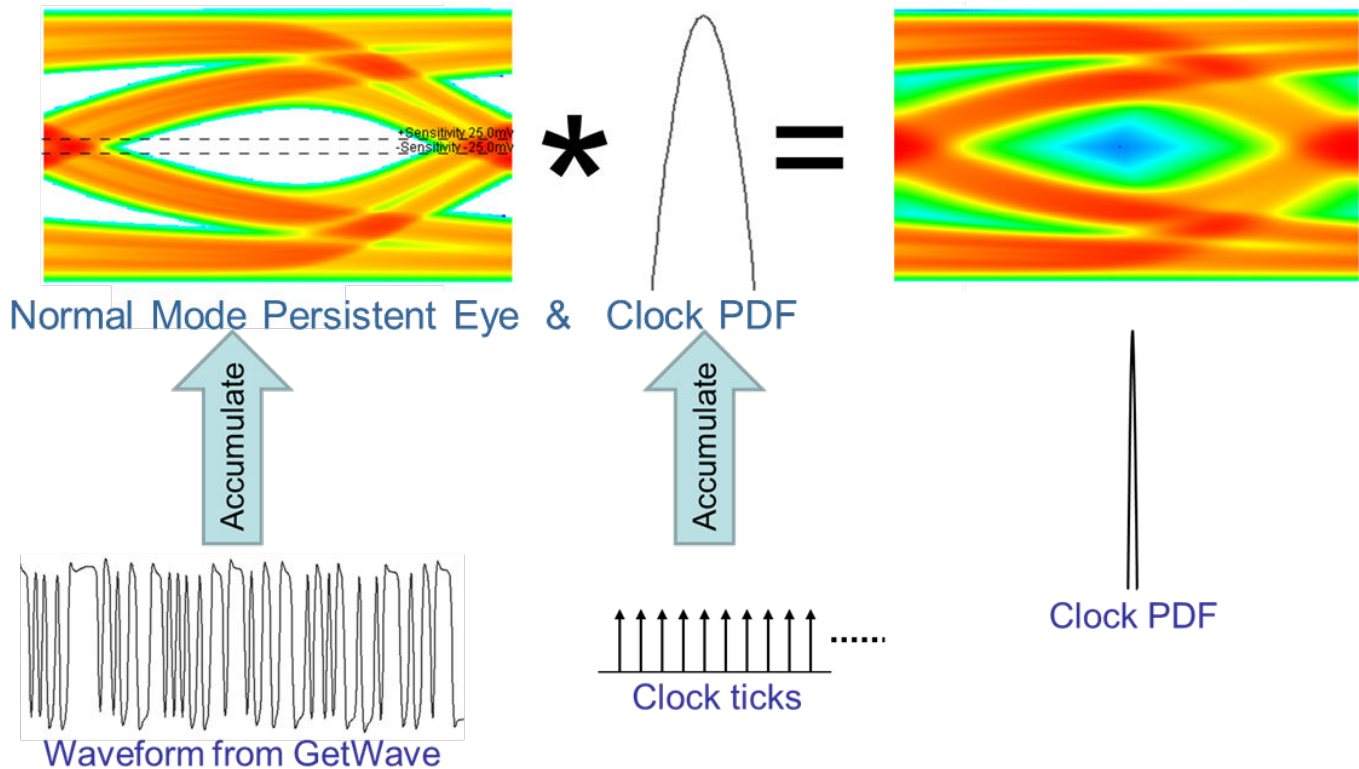 +Sensitivity 25.0mV
-Sensitivity -25.0mV
*
=
Normal Mode Persistent Eye & Clock PDF
Accumulate
Accumulate
Clock PDF
Clock ticks
Waveform from GetWave